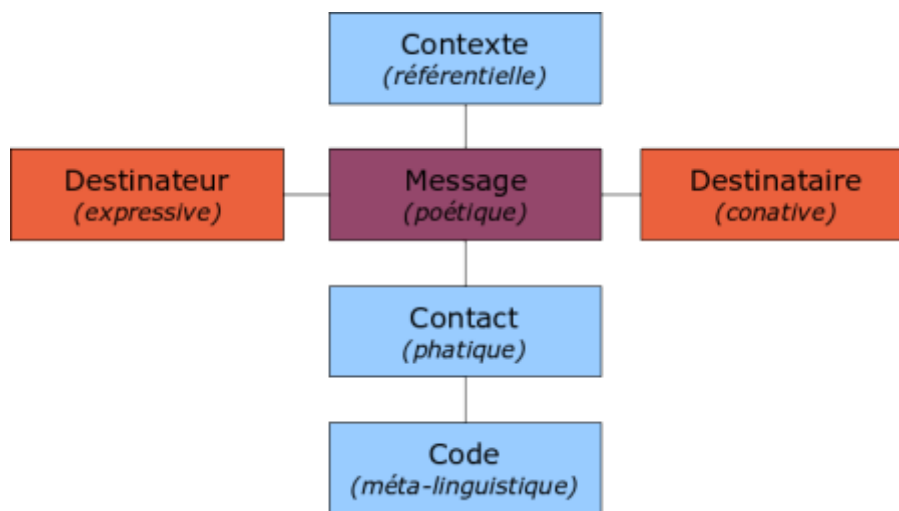 Contexte
(référentielle)
Destinateur
(expressive)
Message
(poétique)
Destinataire
(conative)
Contact
(phatique)
Code
(méta-linguistique)